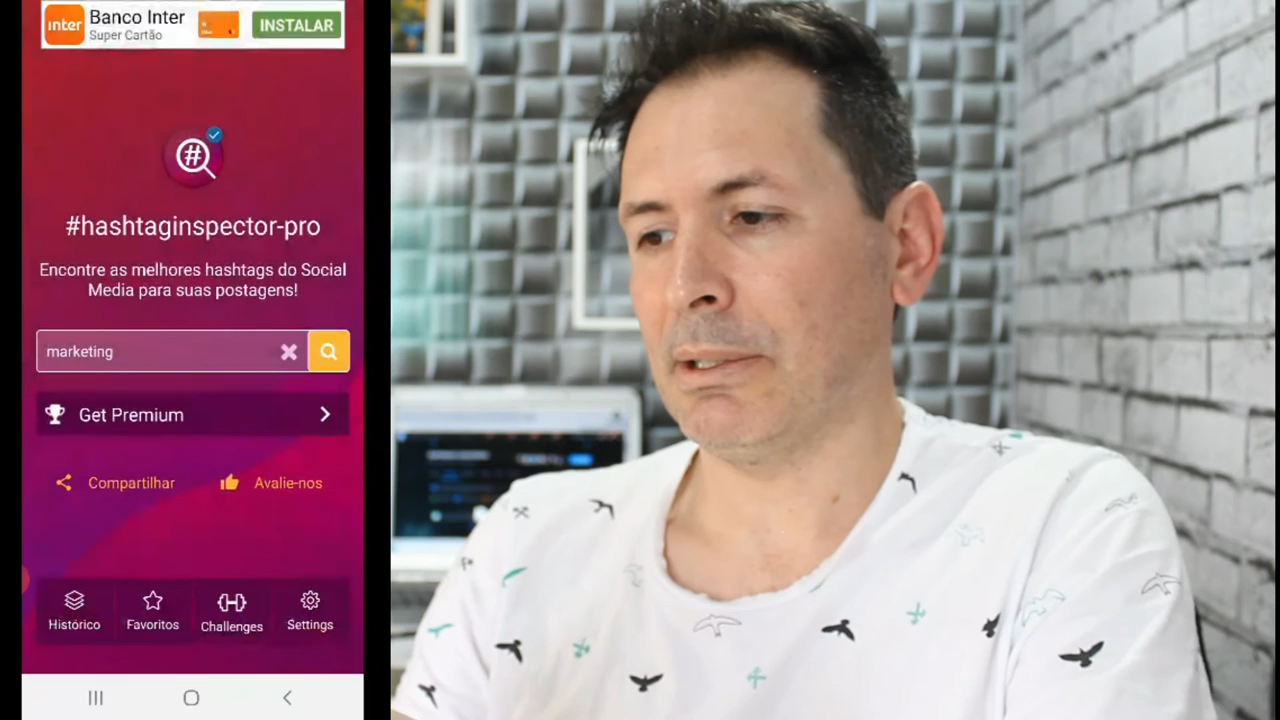 inter
Banco Inter
Super Cartão
INSTALAR
#
#hashtaginspector-pro
Encontre as melhores hashtags do Social
Media para suas postagens!
marketing
Get Premium
Compartilhar
Avalie-nos
Histórico
Favoritos
Challenges
Settings